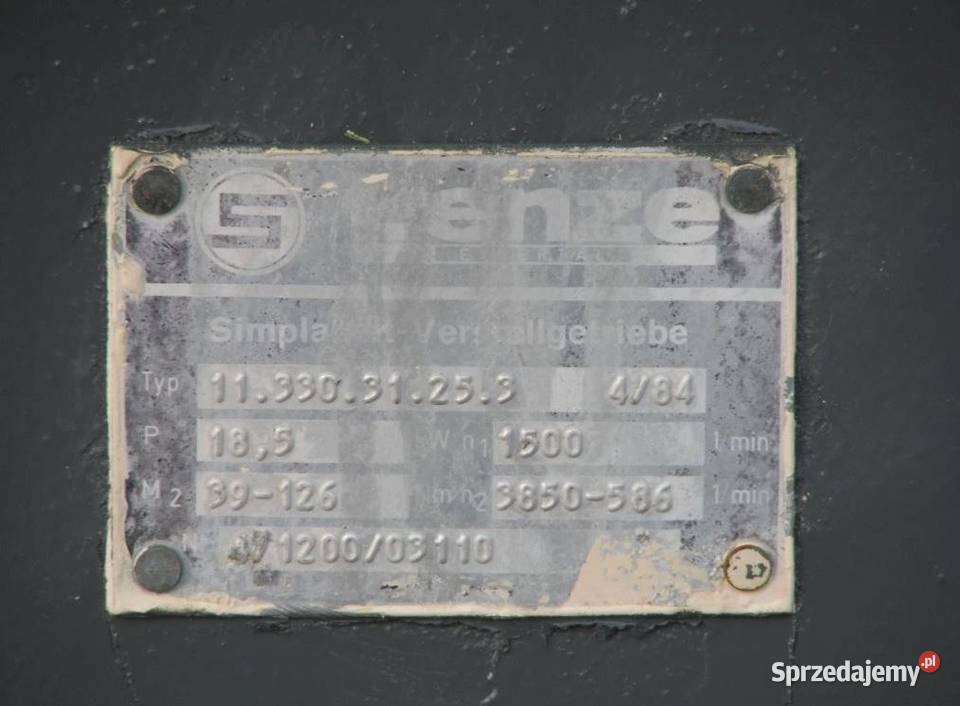 enze
Verstellgetriebe
Typ 11.330.31.25.3 4/84
P 18,5 W n1 1500 1 min
M2 39-126 Nm n2 3850-586 1 min
1200/03110
Sprzedajemy.pl